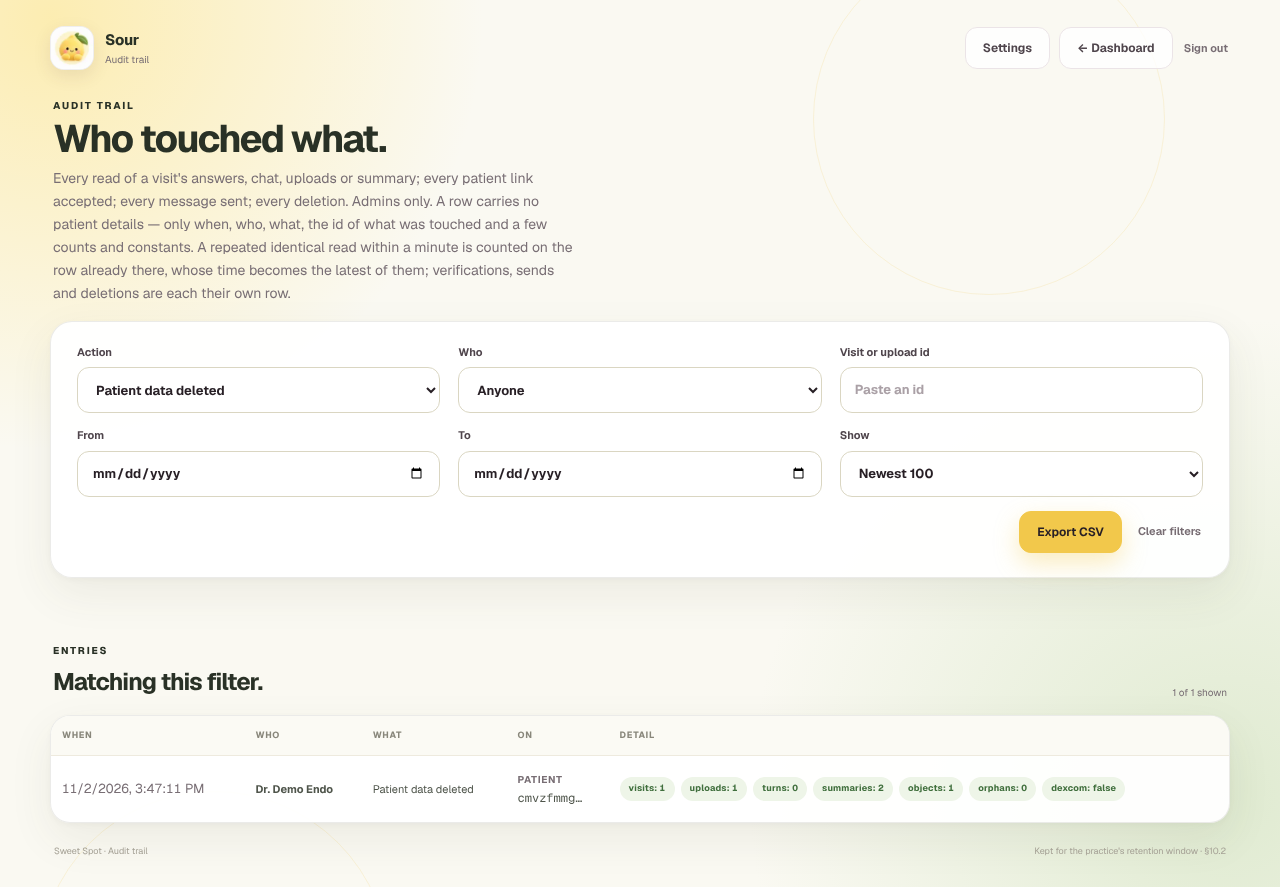 Sour
Audit trail
Settings
← Dashboard
Sign out
AUDIT TRAIL
Who touched what.
Every read of a visit's answers, chat, uploads or summary; every patient link
accepted; every message sent; every deletion. Admins only. A row carries no
patient details — only when, who, what, the id of what was touched and a few
counts and constants. A repeated identical read within a minute is counted on the
row already there, whose time becomes the latest of them; verifications, sends
and deletions are each their own row.
Action
Who
Visit or upload id
Patient data deleted
Anyone
Paste an id
From
To
Show
mm/dd/yyyy
mm/dd/yyyy
Newest 100
Export CSV
Clear filters
ENTRIES
Matching this filter.
1 of 1 shown
WHEN
WHO
WHAT
ON
DETAIL
11/2/2026, 3:47:11 PM
Dr. Demo Endo
Patient data deleted
PATIENT
cmvzfmmg…
visits: 1
uploads: 1
turns: 0
summaries: 2
objects: 1
orphans: 0
dexcom: false
Sweet Spot · Audit trail
Kept for the practice's retention window · §10.2